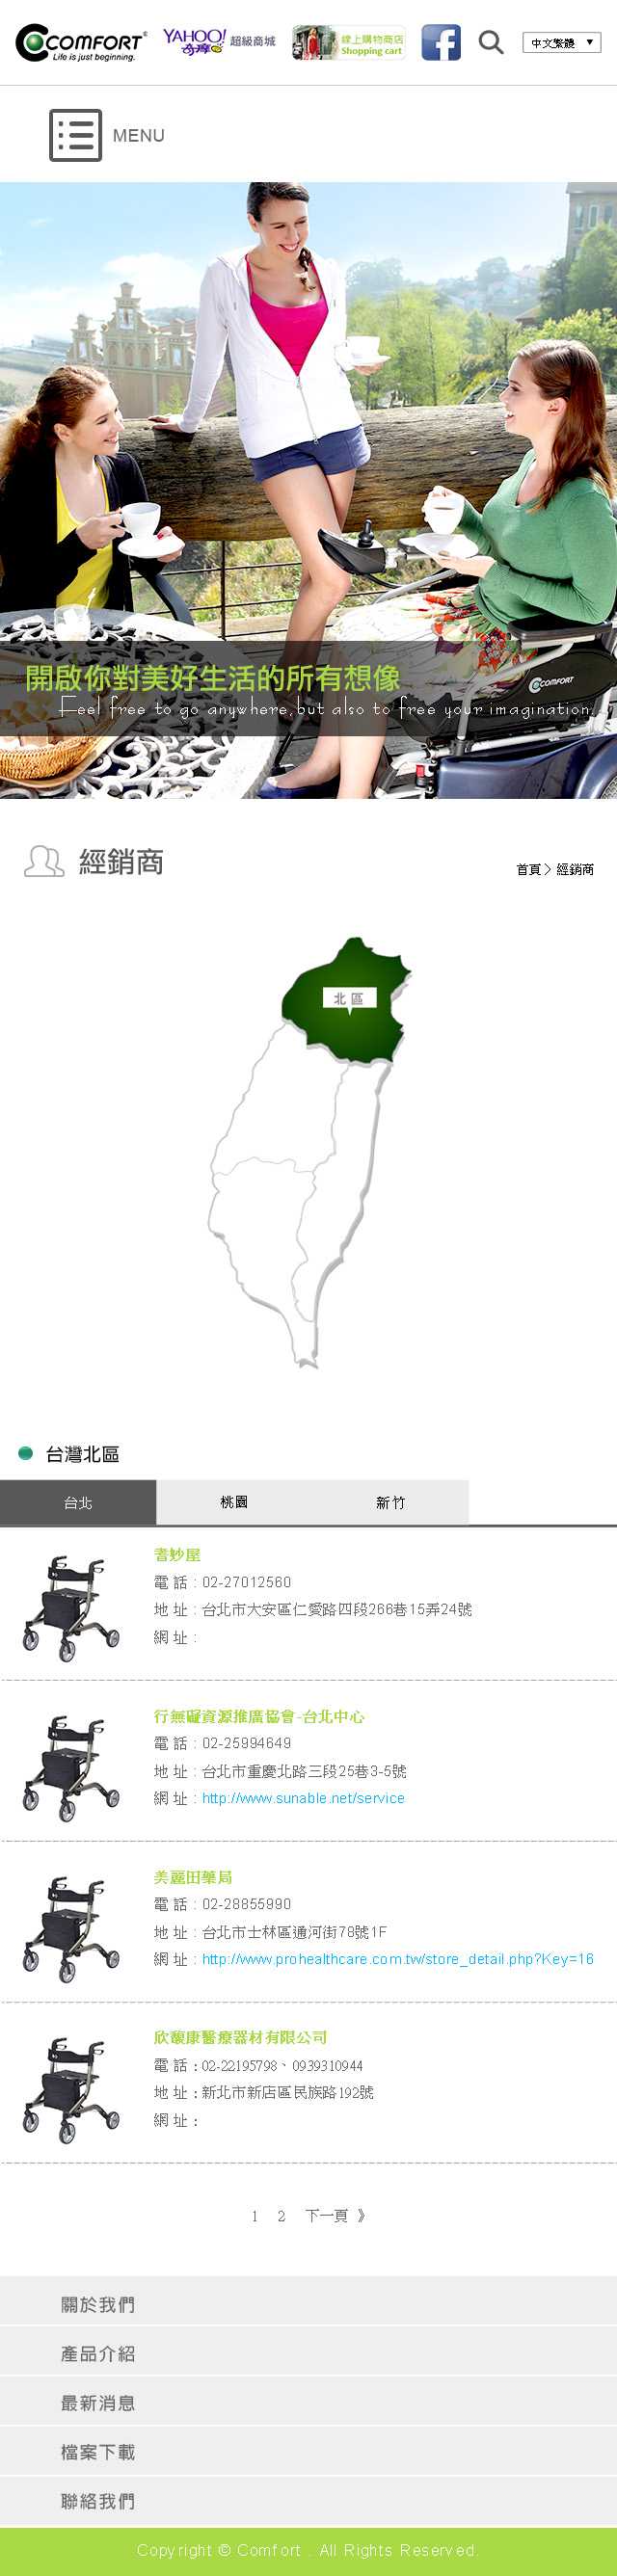 COMFORT®
Life is just beginning.
YAHOO! 奇摩 超級商城
線上購物商店
Shopping cart
中文繁體 ▼
MENU
開啟你對美好生活的所有想像
Feel free to go anywhere, but also to free your imagination.
COMFORT
經銷商
首頁 > 經銷商
北區
台灣北區
台北 桃園 新竹
耆妙屋
電 話 : 02-27012560
地 址 : 台北市大安區仁愛路四段266巷15弄24號
網 址 :
行無礙資源推廣協會-台北中心
電 話 : 02-25994649
地 址 : 台北市重慶北路三段25巷3-5號
網 址 : http://www.sunable.net/service
美麗田藥局
電 話 : 02-28855990
地 址 : 台北市士林區通河街78號1F
網 址 : http://www.prohealthcare.com.tw/store_detail.php?Key=16
欣馥康醫療器材有限公司
電 話 : 02-22195798、0939310944
地 址 : 新北市新店區民族路192號
網 址 :
1 2 下一頁 》
關於我們
產品介紹
最新消息
檔案下載
聯絡我們
Copyright © Comfort . All Rights Reserved.